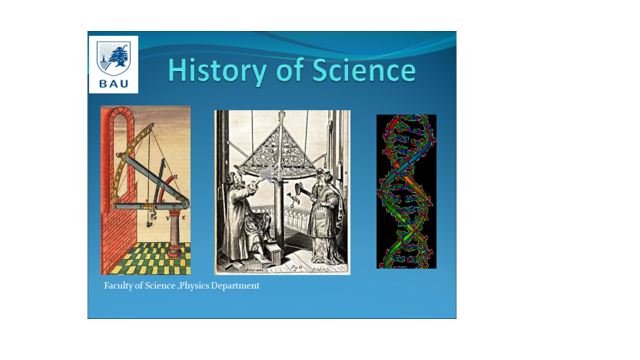 BAU
History of Science
Faculty of Science ,Physics Department